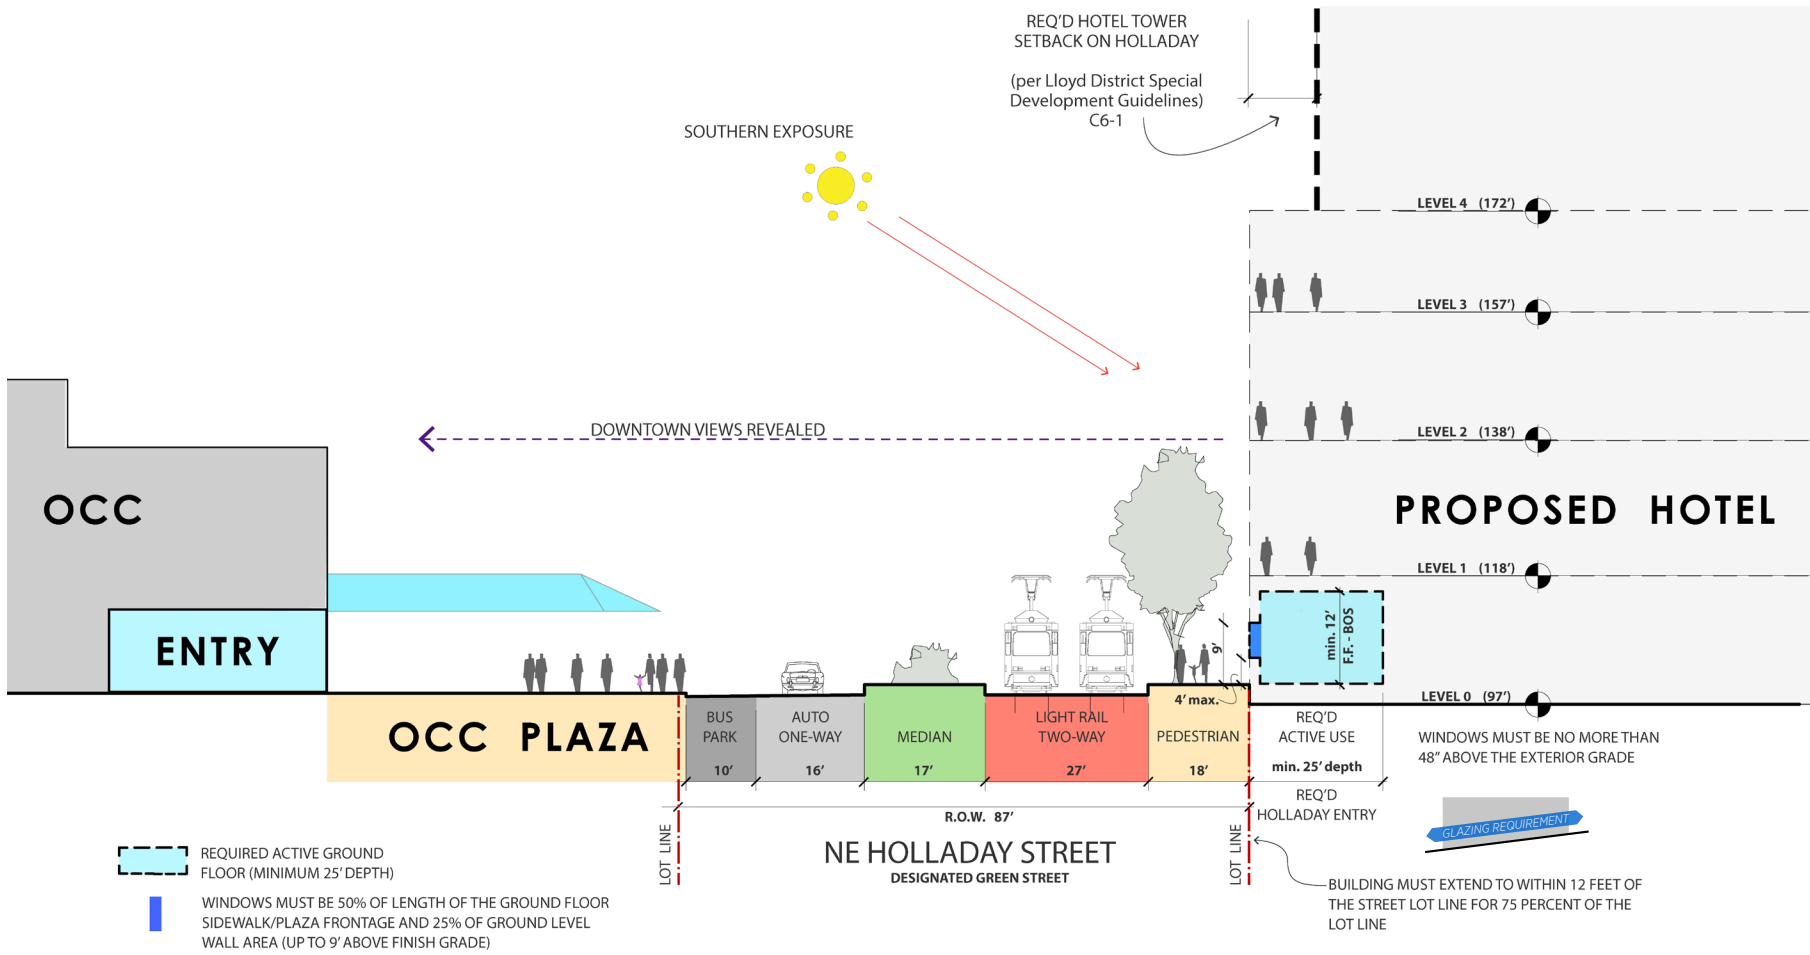 REQ'D HOTEL TOWER
SETBACK ON HOLLADAY
(per Lloyd District Special
Development Guidelines)
C6-1
SOUTHERN EXPOSURE
LEVEL 4 (172')
LEVEL 3 (157')
DOWNTOWN VIEWS REVEALED
LEVEL 2 (138')
OCC
PROPOSED HOTEL
LEVEL 1 (118')
ENTRY
9'
min. 12'
F.F. - BOS
4' max.
LEVEL 0 (97')
OCC PLAZA
BUS
PARK
10'
AUTO
ONE-WAY
16'
MEDIAN
17'
LIGHT RAIL
TWO-WAY
27'
PEDESTRIAN
18'
REQ'D
ACTIVE USE
min. 25' depth
REQ'D
HOLLADAY ENTRY
WINDOWS MUST BE NO MORE THAN
48" ABOVE THE EXTERIOR GRADE
R.O.W. 87'
GLAZING REQUIREMENT
LOT LINE
NE HOLLADAY STREET
DESIGNATED GREEN STREET
LOT LINE
REQUIRED ACTIVE GROUND
FLOOR (MINIMUM 25' DEPTH)
WINDOWS MUST BE 50% OF LENGTH OF THE GROUND FLOOR
SIDEWALK/PLAZA FRONTAGE AND 25% OF GROUND LEVEL
WALL AREA (UP TO 9' ABOVE FINISH GRADE)
BUILDING MUST EXTEND TO WITHIN 12 FEET OF
THE STREET LOT LINE FOR 75 PERCENT OF THE
LOT LINE